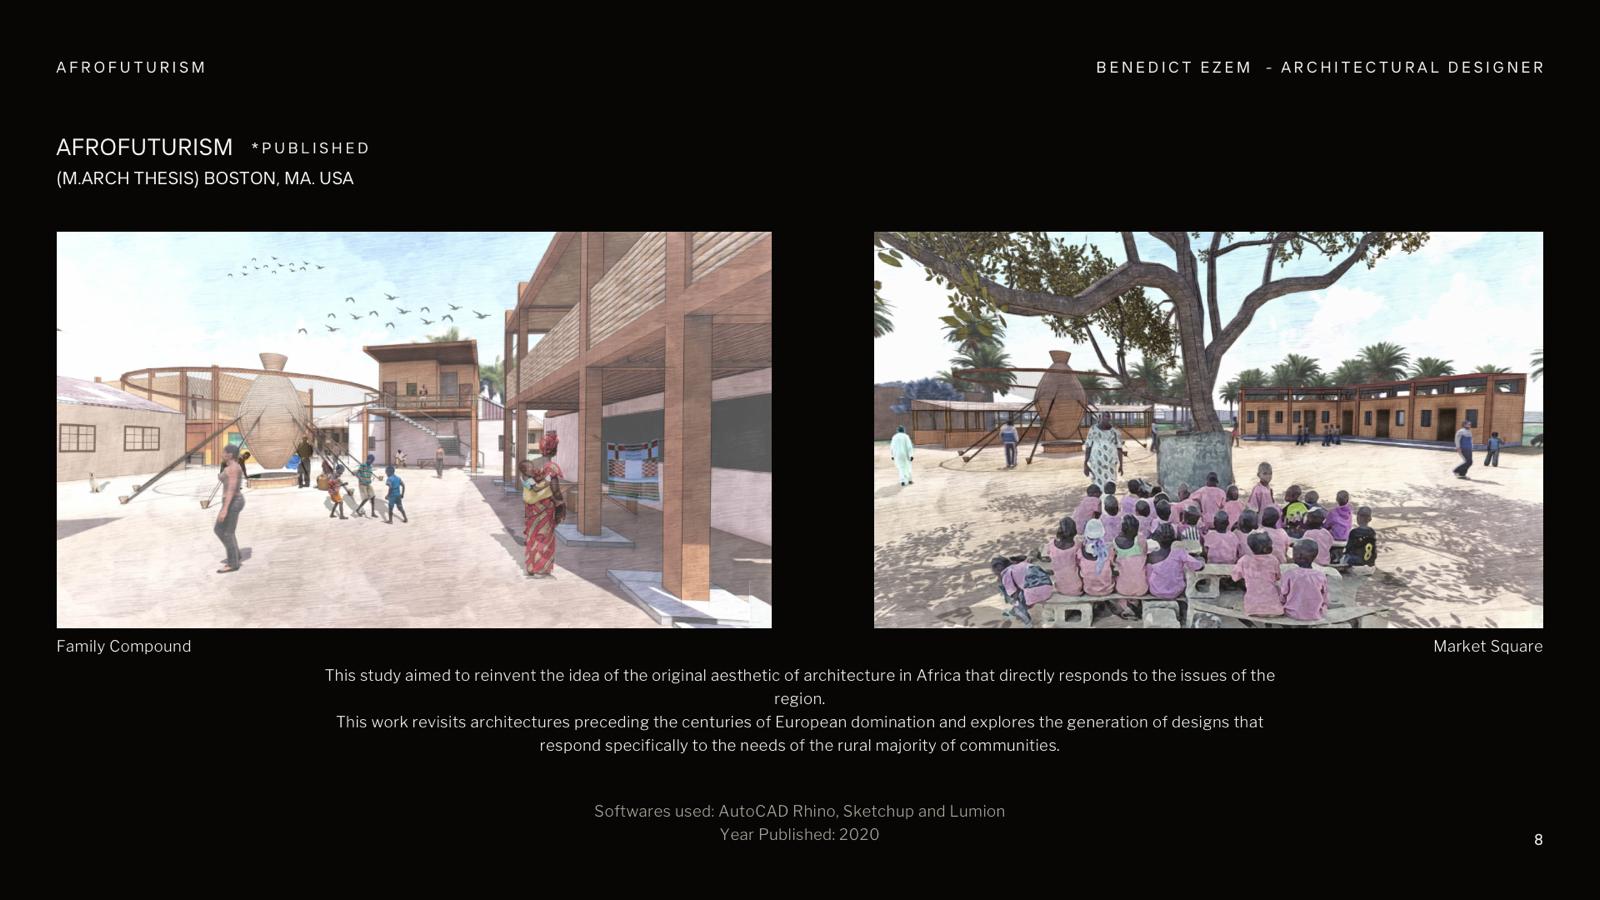 AFROFUTURISM
BENEDICT EZEM - ARCHITECTURAL DESIGNER
AFROFUTURISM *PUBLISHED
(M.ARCH THESIS) BOSTON, MA. USA
8
Family Compound
Market Square
This study aimed to reinvent the idea of the original aesthetic of architecture in Africa that directly responds to the issues of the
region.
This work revisits architectures preceding the centuries of European domination and explores the generation of designs that
respond specifically to the needs of the rural majority of communities.
Softwares used: AutoCAD Rhino, Sketchup and Lumion
Year Published: 2020
8